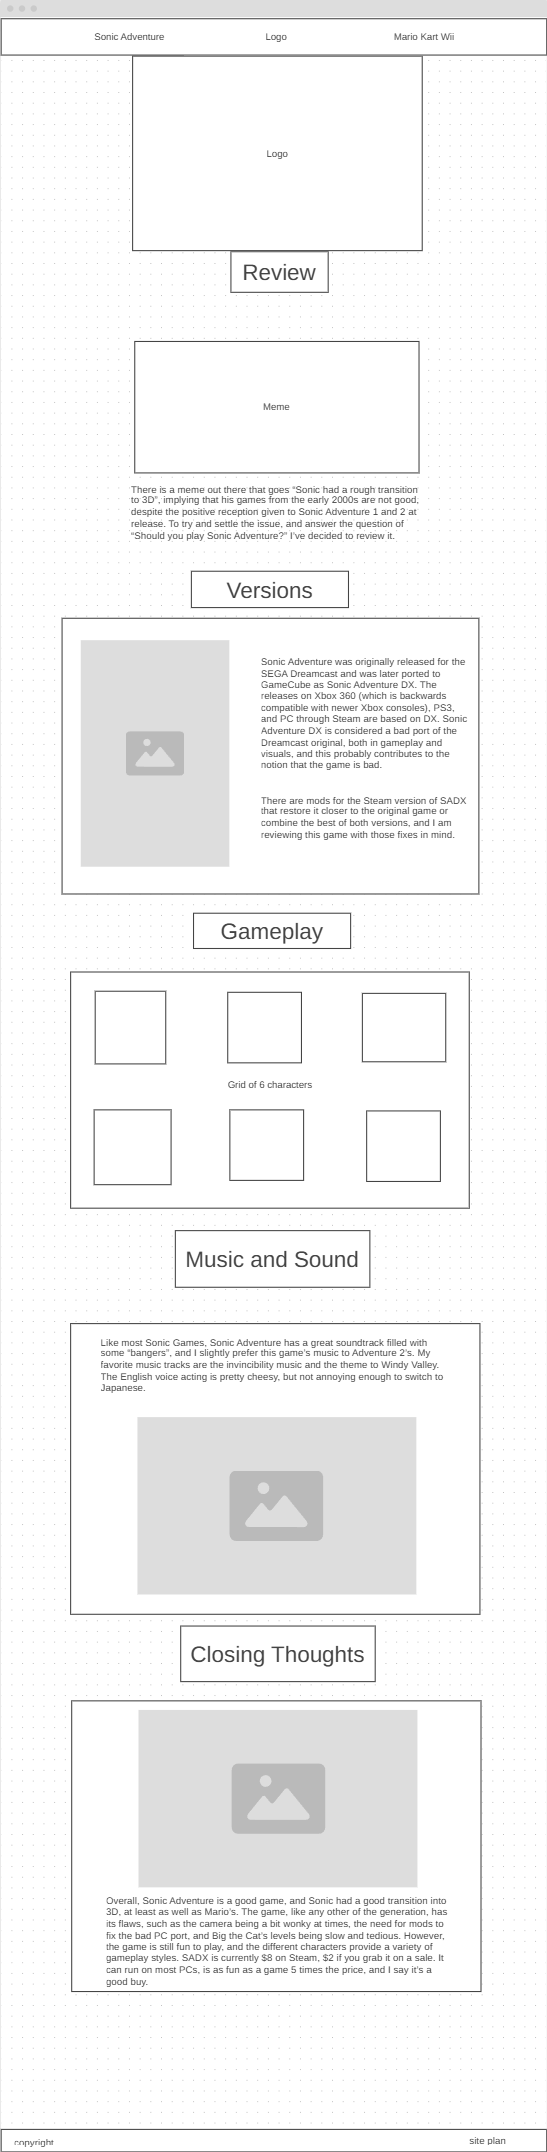 Sonic Adventure Logo Mario Kart Wii
Logo
Review
Meme
There is a meme out there that goes “Sonic had a rough transition
to 3D”, implying that his games from the early 2000s are not good,
despite the positive reception given to Sonic Adventure 1 and 2 at
release. To try and settle the issue, and answer the question of
“Should you play Sonic Adventure?” I’ve decided to review it.
Versions
Sonic Adventure was originally released for the
SEGA Dreamcast and was later ported to
GameCube as Sonic Adventure DX. The
releases on Xbox 360 (which is backwards
compatible with newer Xbox consoles), PS3,
and PC through Steam are based on DX. Sonic
Adventure DX is considered a bad port of the
Dreamcast original, both in gameplay and
visuals, and this probably contributes to the
notion that the game is bad.
There are mods for the Steam version of SADX
that restore it closer to the original game or
combine the best of both versions, and I am
reviewing this game with those fixes in mind.
Gameplay
Grid of 6 characters
Music and Sound
Like most Sonic Games, Sonic Adventure has a great soundtrack filled with
some “bangers”, and I slightly prefer this game’s music to Adventure 2’s. My
favorite music tracks are the invincibility music and the theme to Windy Valley.
The English voice acting is pretty cheesy, but not annoying enough to switch to
Japanese.
Closing Thoughts
Overall, Sonic Adventure is a good game, and Sonic had a good transition into
3D, at least as well as Mario’s. The game, like any other of the generation, has
its flaws, such as the camera being a bit wonky at times, the need for mods to
fix the bad PC port, and Big the Cat’s levels being slow and tedious. However,
the game is still fun to play, and the different characters provide a variety of
gameplay styles. SADX is currently $8 on Steam, $2 if you grab it on a sale. It
can run on most PCs, is as fun as a game 5 times the price, and I say it’s a
good buy.
copyright site plan